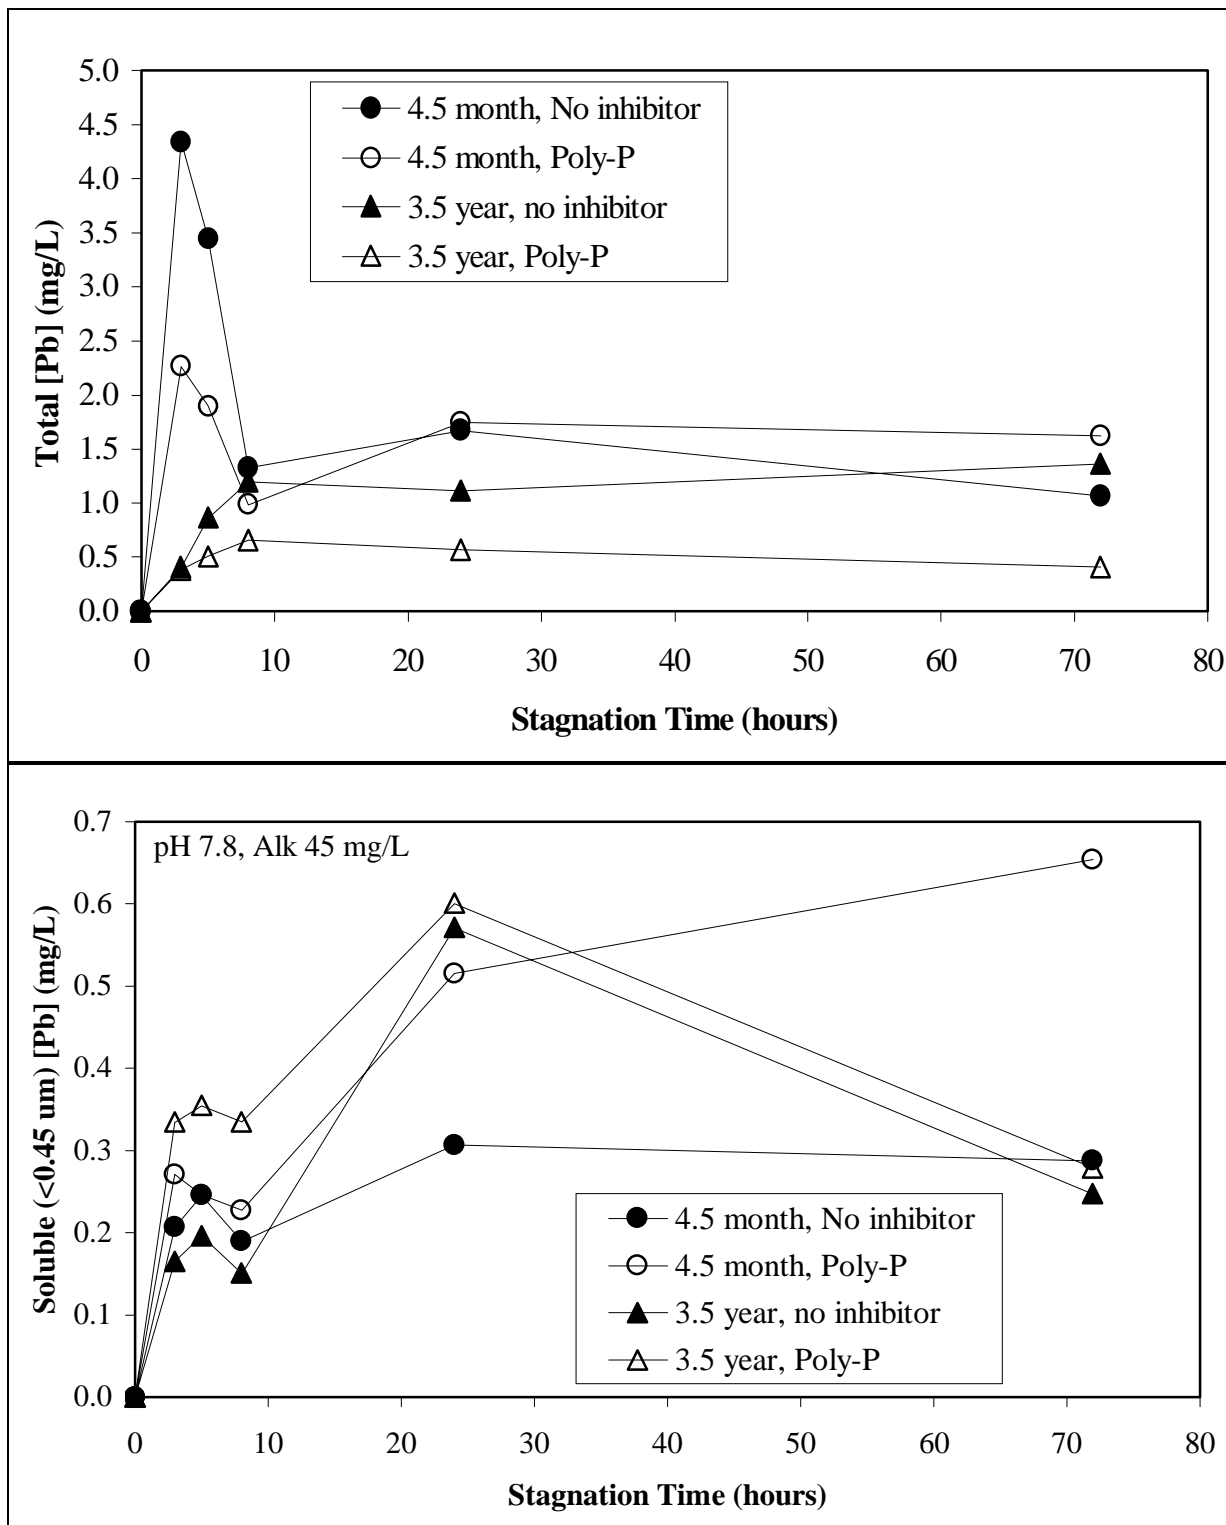 5.0
4.5
4.0
3.5
3.0
2.5
2.0
1.5
1.0
0.5
0.0
Total [Pb] (mg/L)
4.5 month, No inhibitor
4.5 month, Poly-P
3.5 year, no inhibitor
3.5 year, Poly-P
0 10 20 30 40 50 60 70 80
Stagnation Time (hours)
0.7
0.6
0.5
0.4
0.3
0.2
0.1
0.0
Soluble (<0.45 um) [Pb] (mg/L)
pH 7.8, Alk 45 mg/L
4.5 month, No inhibitor
4.5 month, Poly-P
3.5 year, no inhibitor
3.5 year, Poly-P
0 10 20 30 40 50 60 70 80
Stagnation Time (hours)